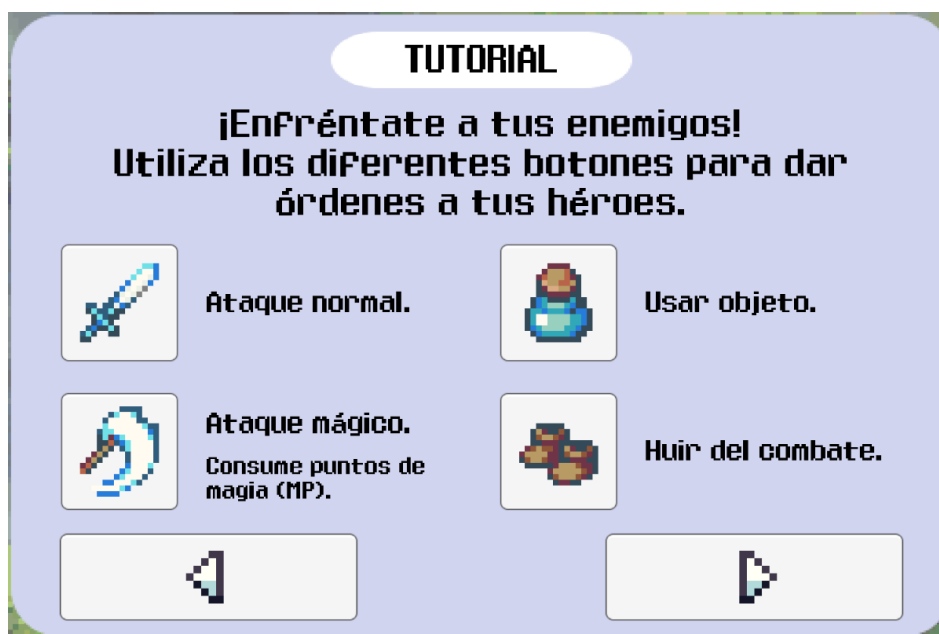 TUTORIAL
¡Enfréntate a tus enemigos!
Utiliza los diferentes botones para dar
órdenes a tus héroes.
Ataque normal.
Usar objeto.
Ataque mágico.
Consume puntos de
magia (MP).
Huir del combate.